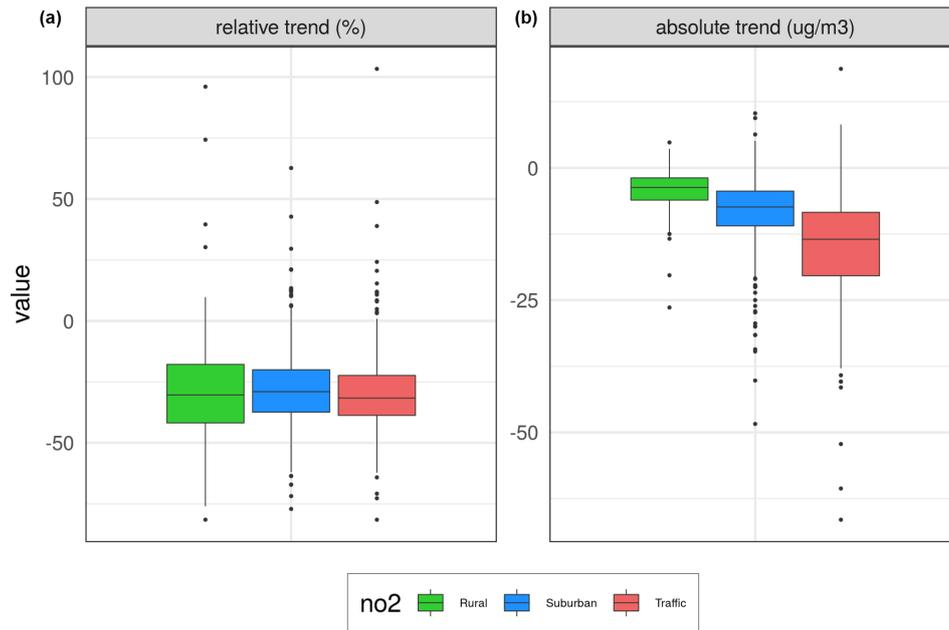 (a)
relative trend (%)
(b)
absolute trend (ug/m3)
value
100
50
0
-50
0
-25
-50
no2
Rural
Suburban
Traffic